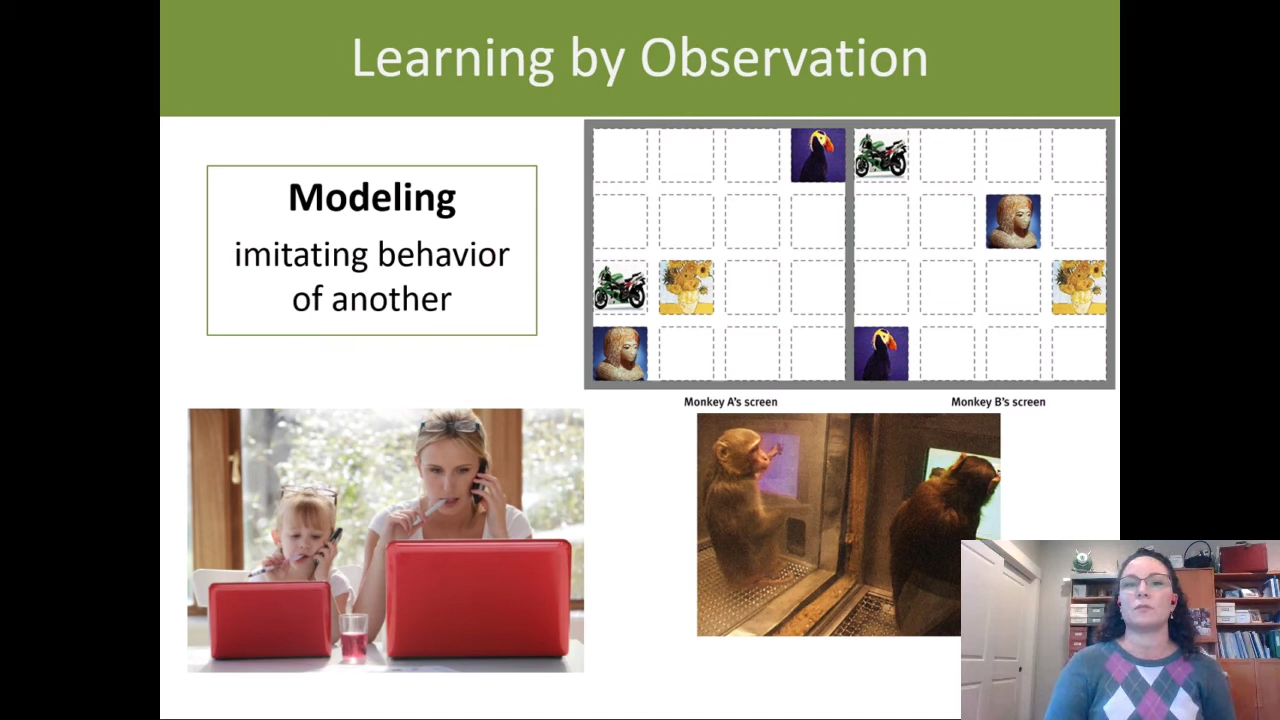 Learning by Observation
Modeling
imitating behavior
of another
Monkey A's screen
Monkey B's screen